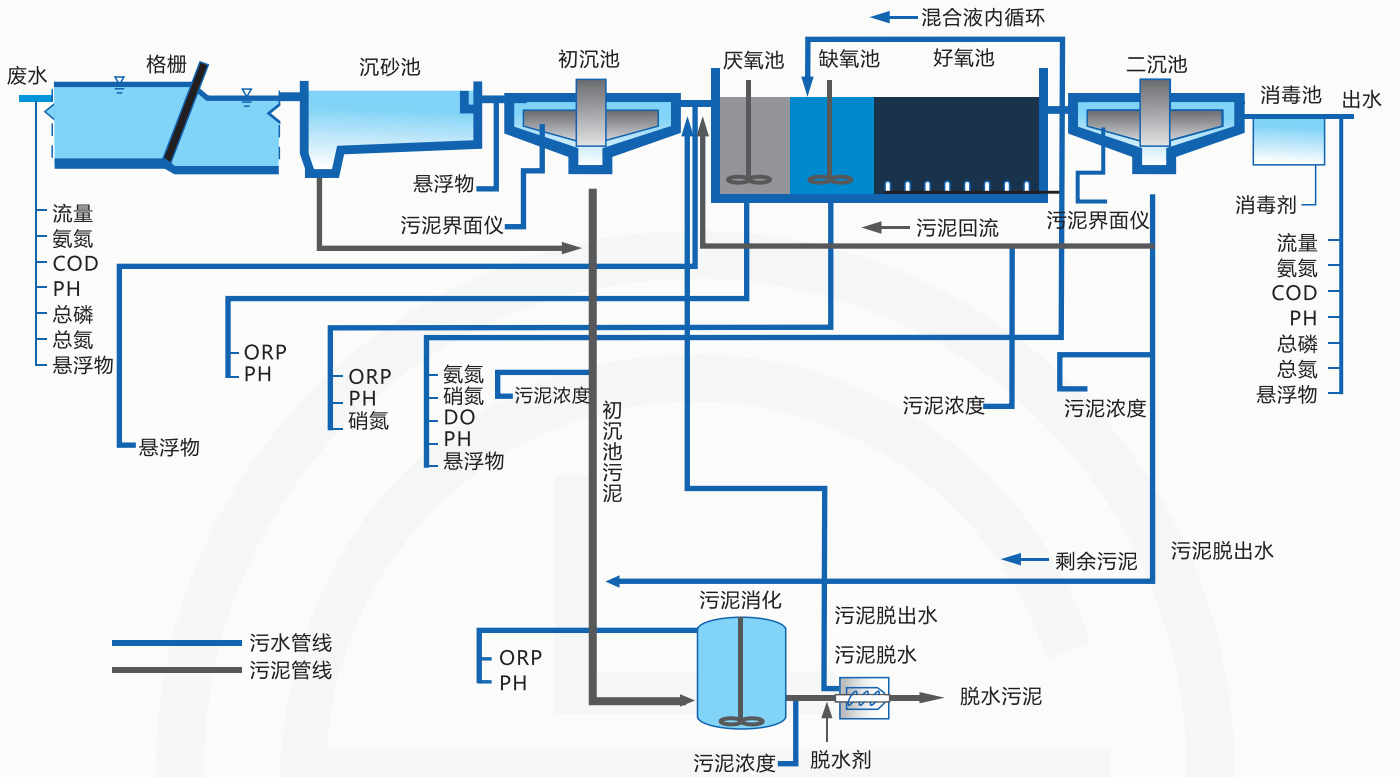 混合液内循环
废水
格栅
沉砂池
初沉池
厌氧池
缺氧池
好氧池
二沉池
消毒池
出水
悬浮物
污泥界面仪
污泥回流
污泥界面仪
消毒剂
流量
氨氮
COD
PH
总磷
总氮
悬浮物
流量
氨氮
COD
PH
总磷
总氮
悬浮物
ORP
PH
ORP
PH
硝氮
氨氮
硝氮
DO
PH
悬浮物
污泥浓度
初沉池污泥
污泥浓度
污泥浓度
悬浮物
剩余污泥
污泥脱出水
污泥消化
污泥脱出水
污泥脱水
污水管线
污泥管线
ORP
PH
脱水污泥
污泥浓度
脱水剂